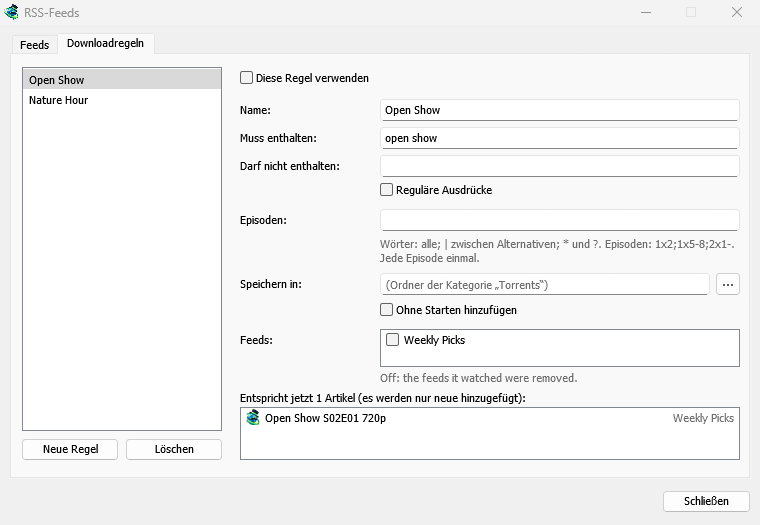 RSS-Feeds
Feeds
Downloadregeln
Open Show
Nature Hour
Neue Regel
Löschen
Diese Regel verwenden
Name:
Open Show
Muss enthalten:
open show
Darf nicht enthalten:
Reguläre Ausdrücke
Episoden:
Wörter: alle; | zwischen Alternativen; * und ?. Episoden: 1x2;1x5-8;2x1-.
Jede Episode einmal.
Speichern in:
(Ordner der Kategorie „Torrents“)
...
Ohne Starten hinzufügen
Feeds:
Weekly Picks
Off: the feeds it watched were removed.
Entspricht jetzt 1 Artikel (es werden nur neue hinzugefügt):
Open Show S02E01 720p
Weekly Picks
Schließen